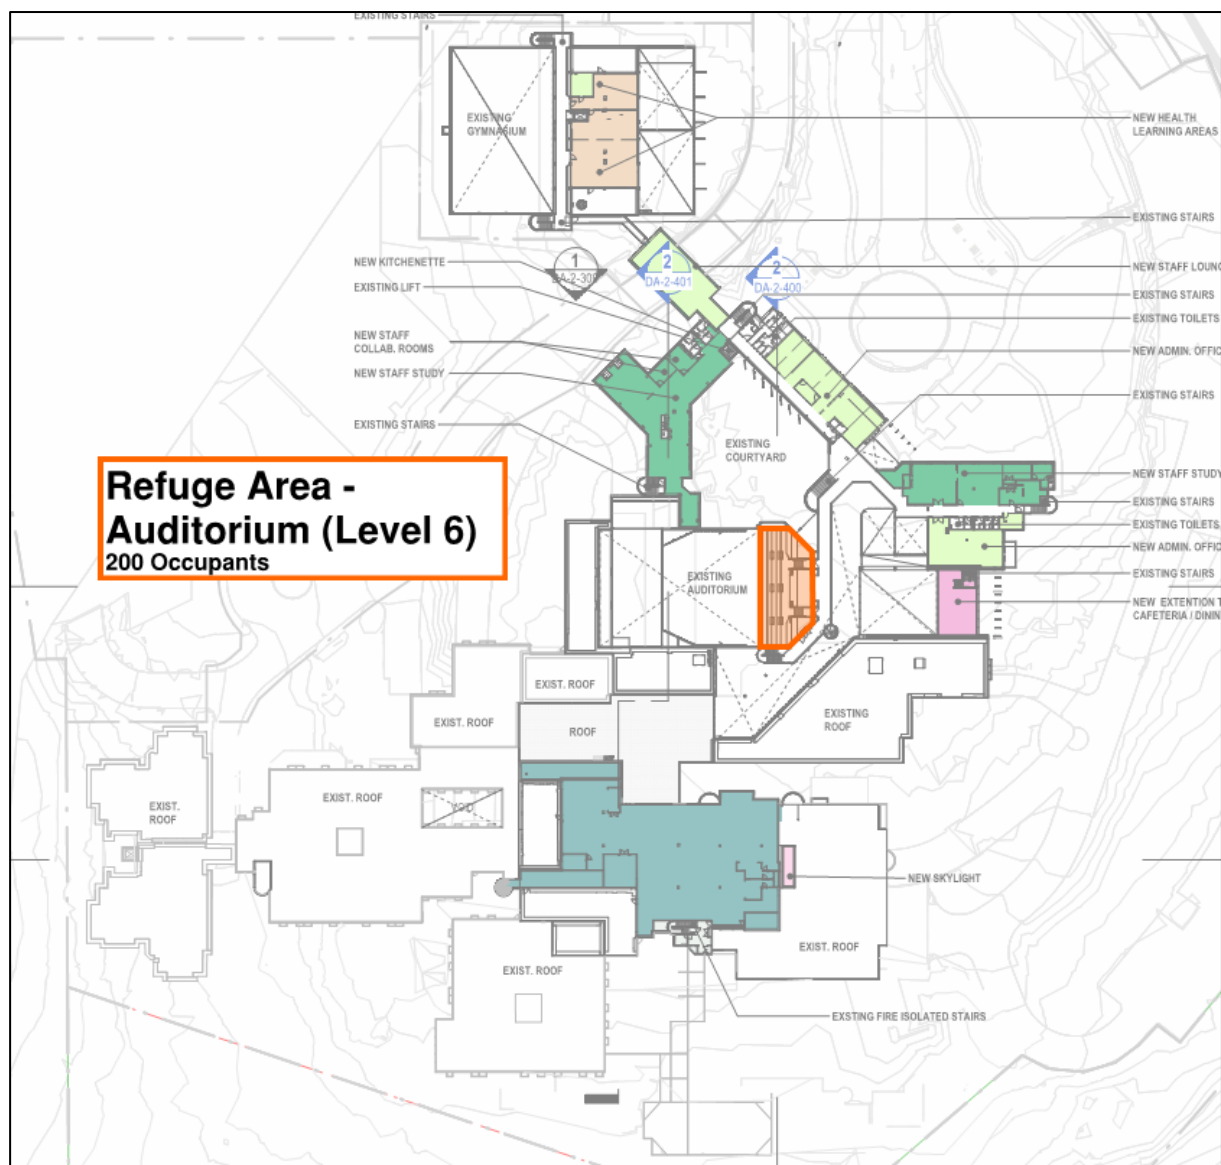 EXISTING STAIRS
EXISTING
GYMNASIUM
NEW HEALTH
LEARNING AREAS
EXISTING STAIRS
NEW KITCHENETTE
EXISTING LIFT
NEW STAFF
COLLAB. ROOMS
NEW STAFF STUDY
EXISTING STAIRS
1
DA-2-30
2
DA-2-401
2
DA-2-400
NEW STAFF LOUNG
EXISTING STAIRS
EXISTING TOILETS
NEW ADMIN. OFFIC
EXISTING STAIRS
EXISTING
COURTYARD
NEW STAFF STUDY
EXISTING STAIRS
EXISTING TOILETS
NEW ADMIN. OFFIC
EXISTING STAIRS
NEW EXTENTION T
CAFETERIA / DININ
Refuge Area -
Auditorium (Level 6)
200 Occupants
EXISTING
AUDITORIUM
EXIST. ROOF
EXIST. ROOF
ROOF
EXISTING
ROOF
EXIST.
ROOF
EXIST. ROOF
NEW SKYLIGHT
EXIST. ROOF
EXIST. ROOF
EXSTING FIRE ISOLATED STAIRS